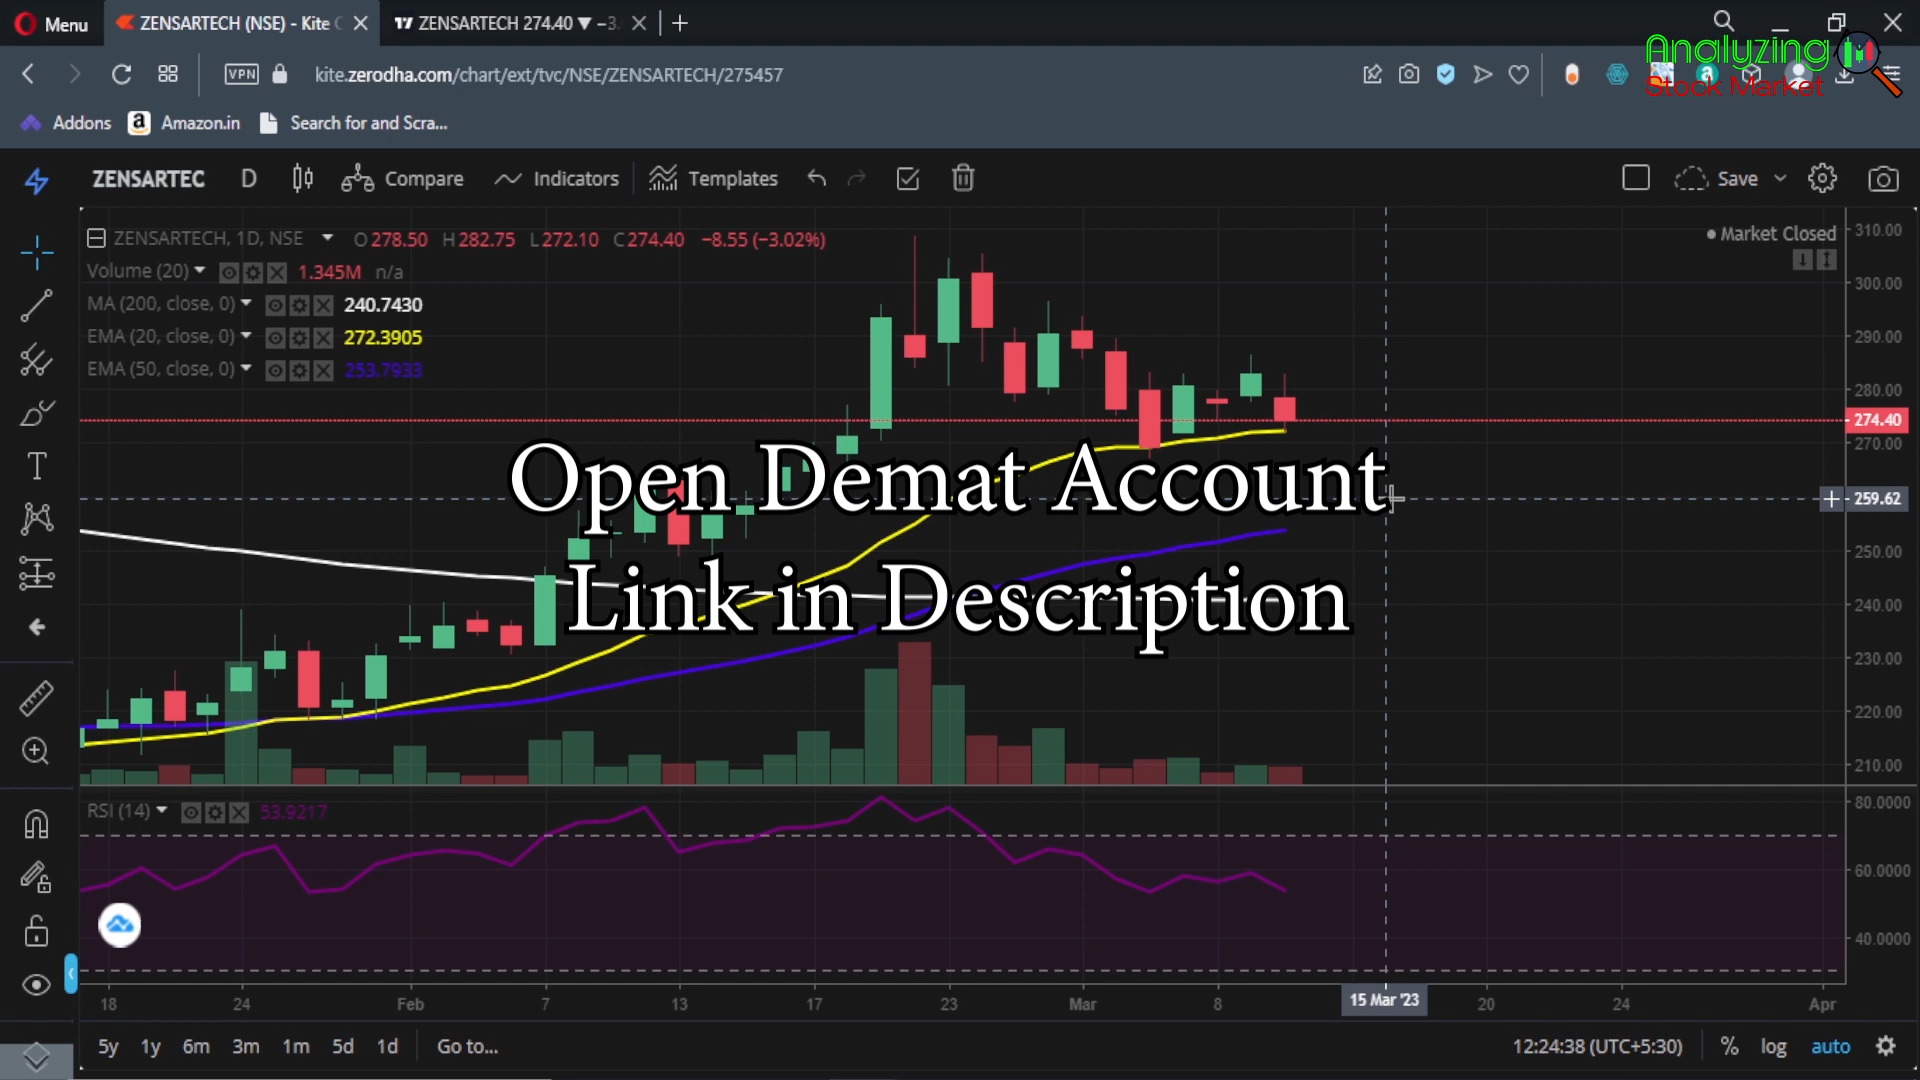 Menu
ZENSARTECH (NSE) - Kite C
ZENSARTECH 274.40 ▼ −3.
Analyzing
Stock Market
VPN
kite.zerodha.com/chart/ext/tvc/NSE/ZENSARTECH/275457
Addons
Amazon.in
Search for and Scra...
ZENSARTEC
D
Compare
Indicators
Templates
Save
ZENSARTECH, 1D, NSE
O 278.50 H 282.75 L 272.10 C 274.40 −8.55 (−3.02%)
Market Closed
Volume (20) 1.345M n/a
MA (200, close, 0) 240.7430
EMA (20, close, 0) 272.3905
EMA (50, close, 0) 253.7933
310.00
300.00
290.00
280.00
274.40
270.00
259.62
250.00
240.00
230.00
220.00
210.00
Open Demat Account
Link in Description
RSI (14) 53.9217
80.0000
60.0000
40.0000
18 24 Feb 7 13 17 23 Mar 8 15 Mar '23 20 24 Apr
5y 1y 6m 3m 1m 5d 1d Go to...
12:24:38 (UTC+5:30) % log auto